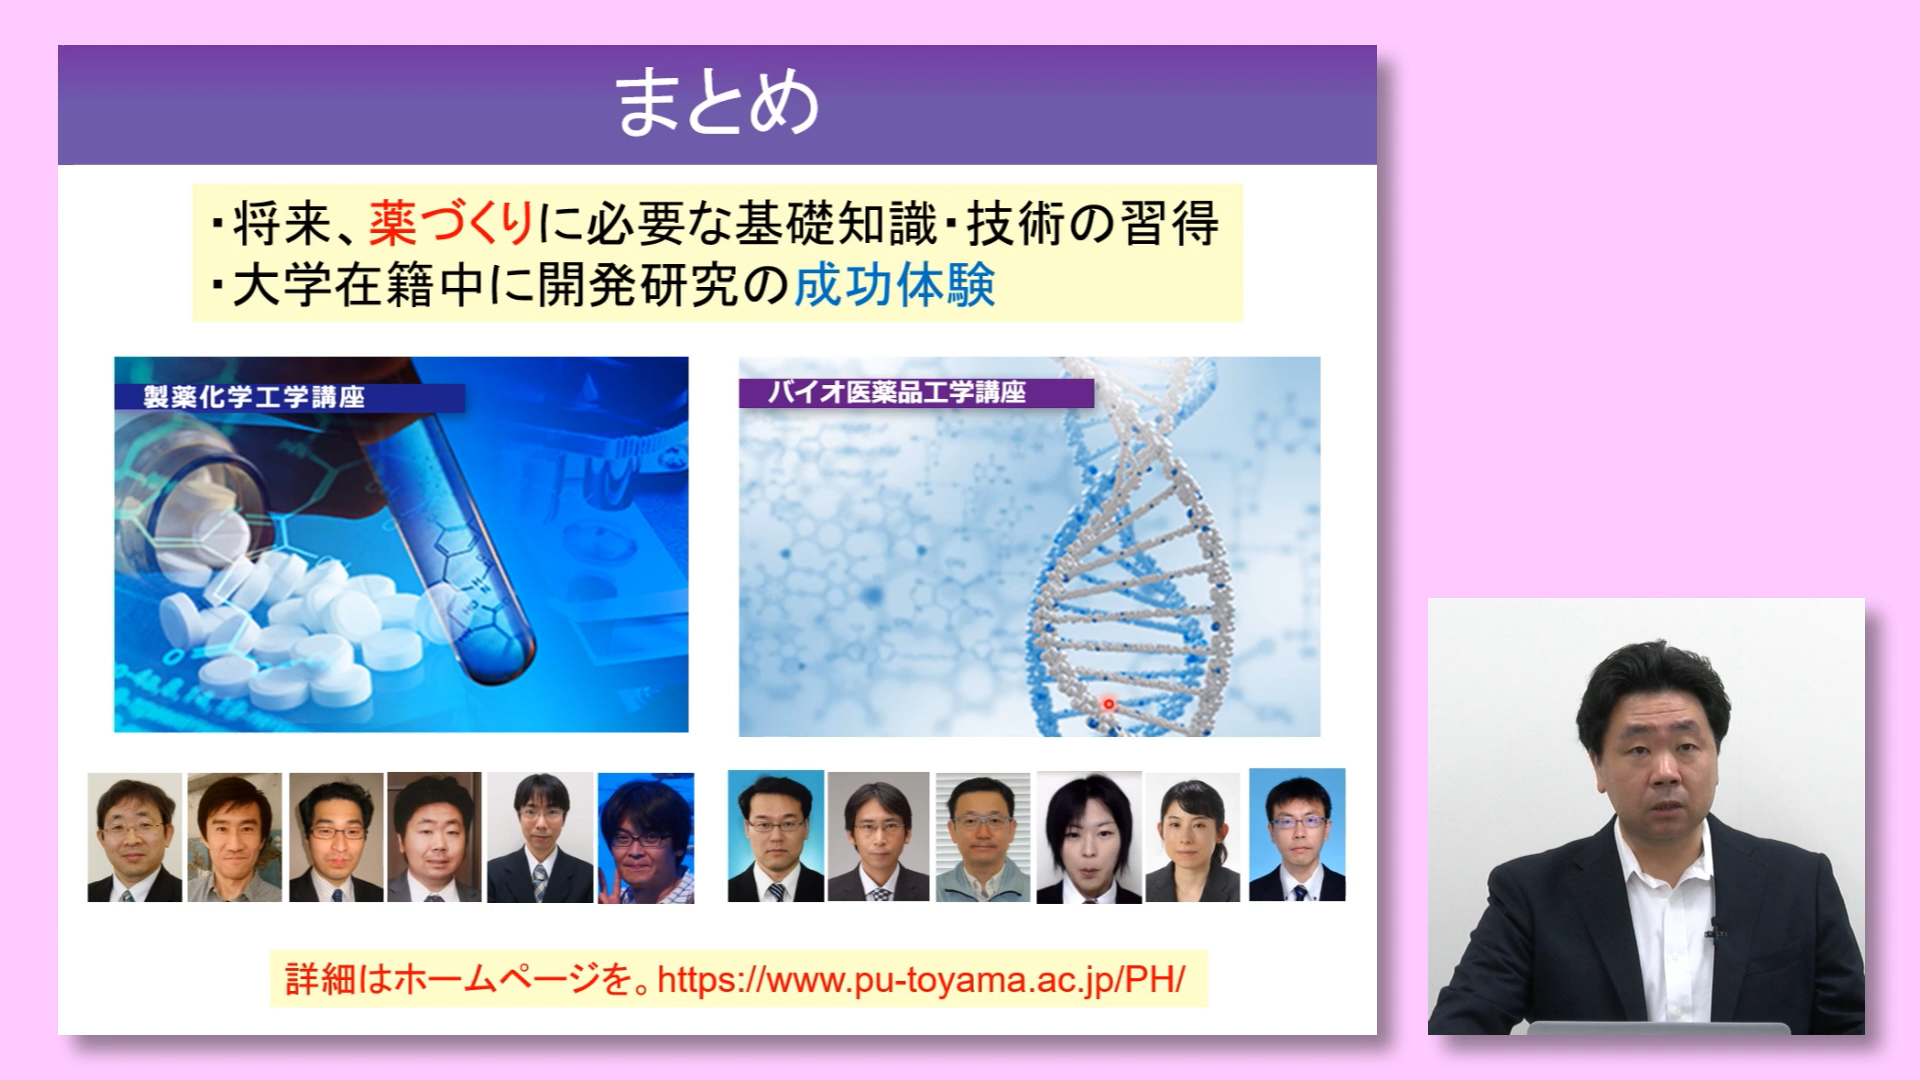 まとめ
・将来、薬づくりに必要な基礎知識・技術の習得
・大学在籍中に開発研究の成功体験
製薬化学工学講座
バイオ医薬品工学講座
詳細はホームページを。https://www.pu-toyama.ac.jp/PH/